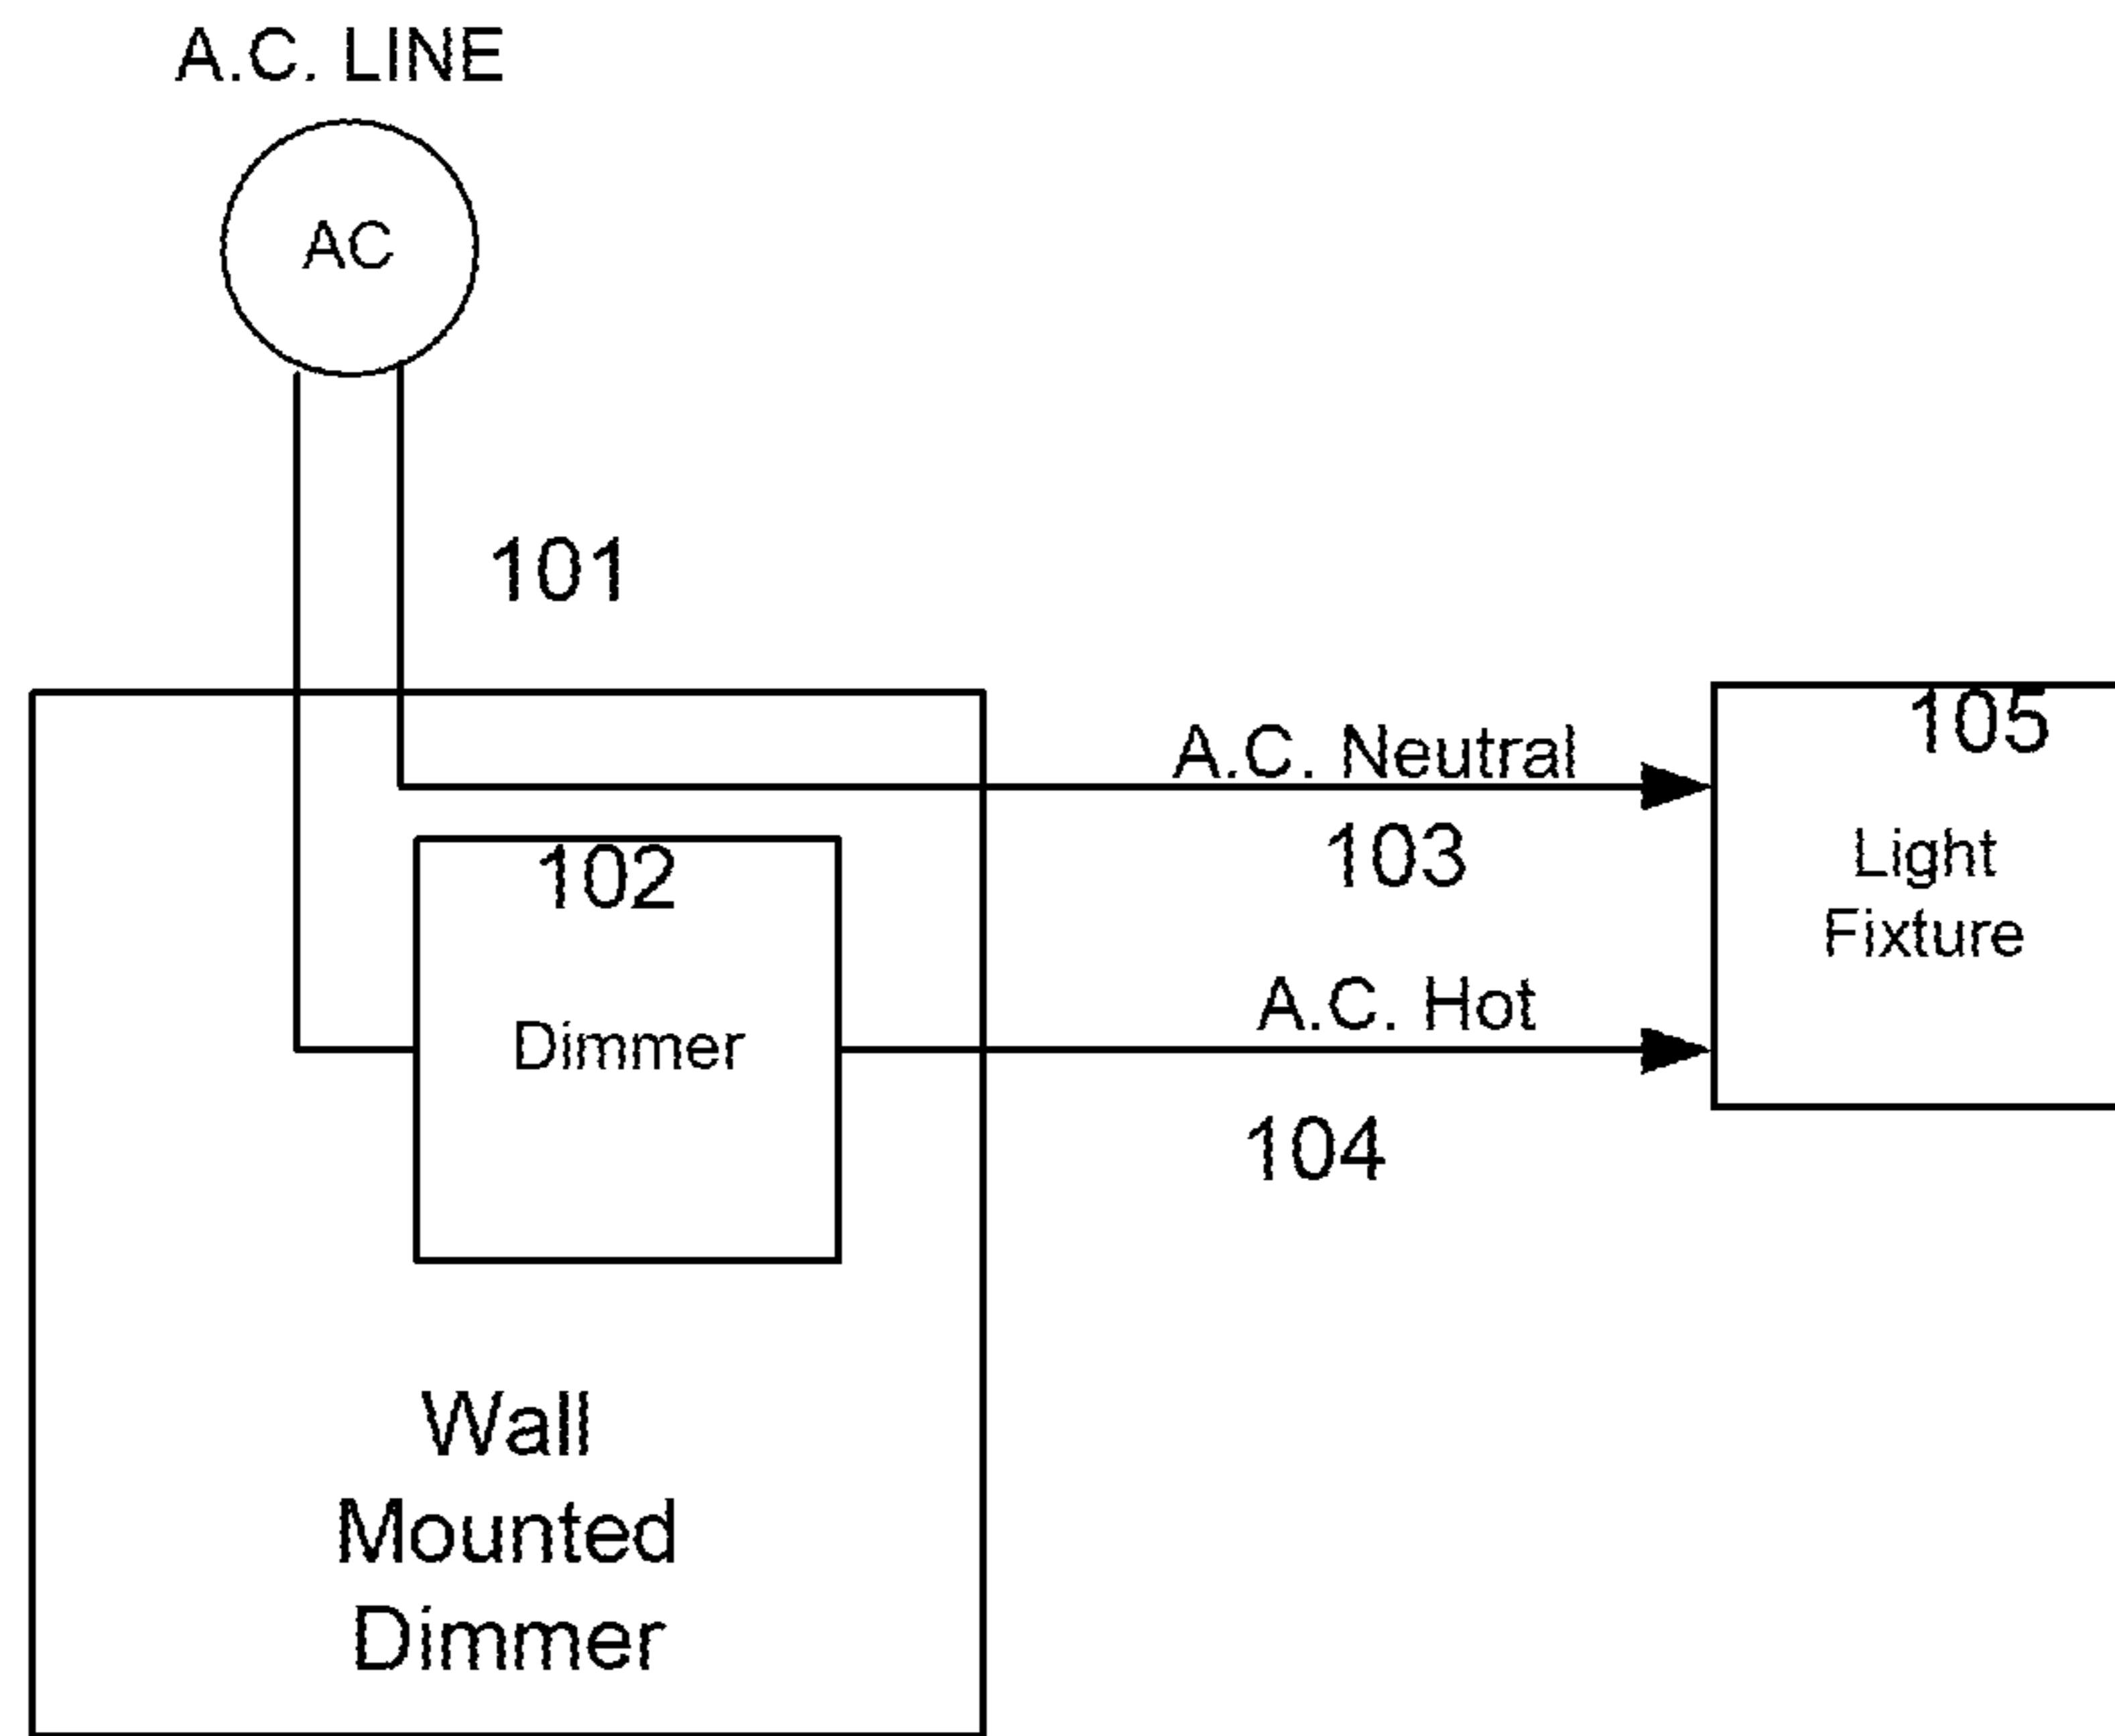 A.C. LINE
AC
101
105
A.C. Neutral
103
102
Light
Fixture
A.C. Hot
Dimmer
104
Wall
Mounted
Dimmer